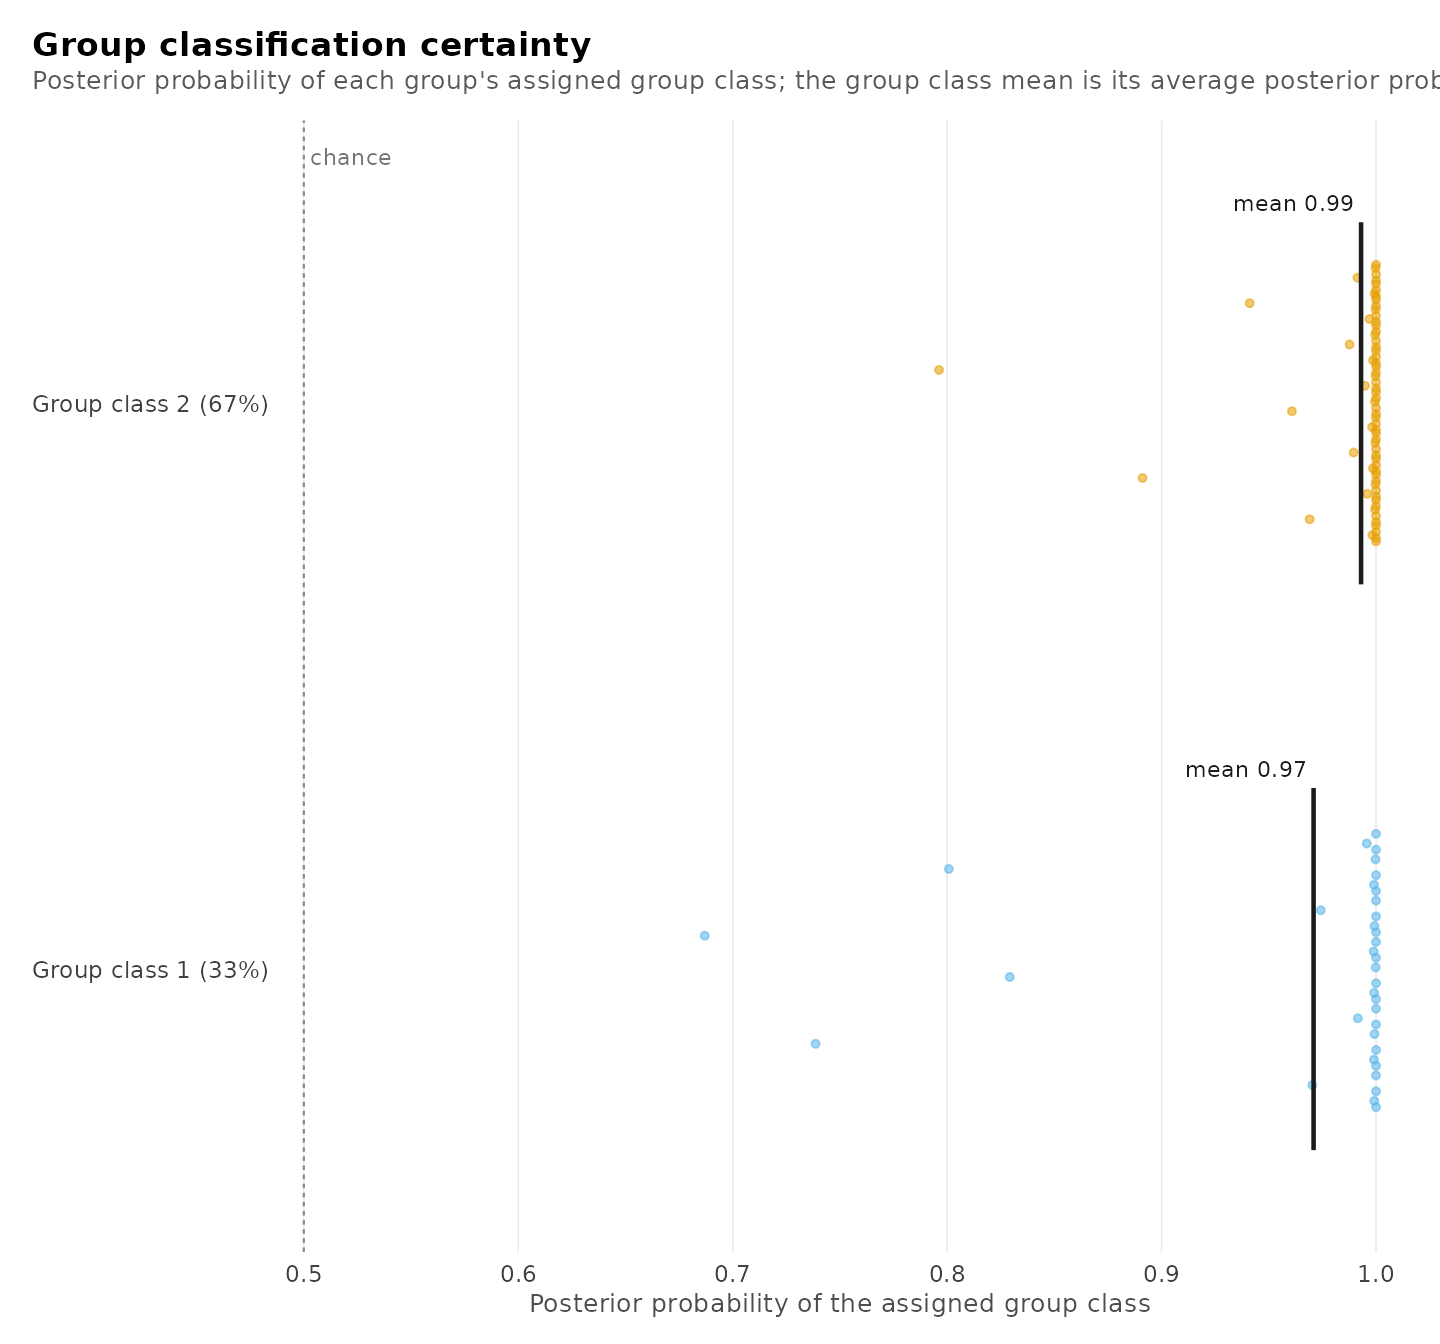 Group classification certainty
Posterior probability of each group's assigned group class; the group class mean is its average posterior prob
chance
mean 0.99
Group class 2 (67%)
mean 0.97
Group class 1 (33%)
0.5 0.6 0.7 0.8 0.9 1.0
Posterior probability of the assigned group class